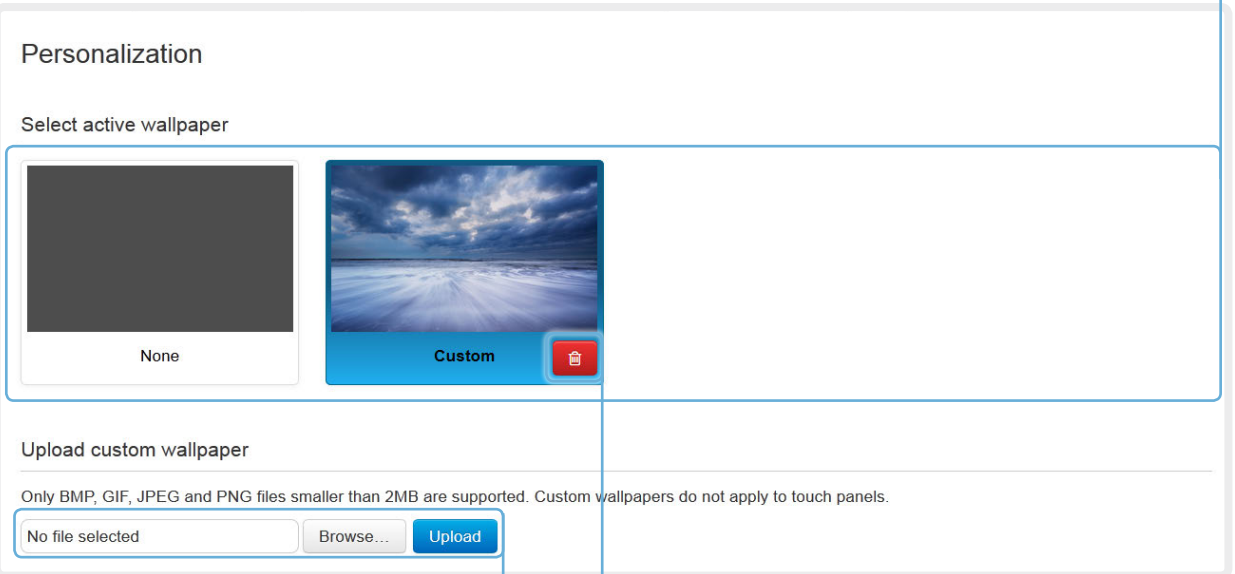 Personalization
Select active wallpaper
None
Custom
Upload custom wallpaper
Only BMP, GIF, JPEG and PNG files smaller than 2MB are supported. Custom wallpapers do not apply to touch panels.
No file selected
Browse...
Upload